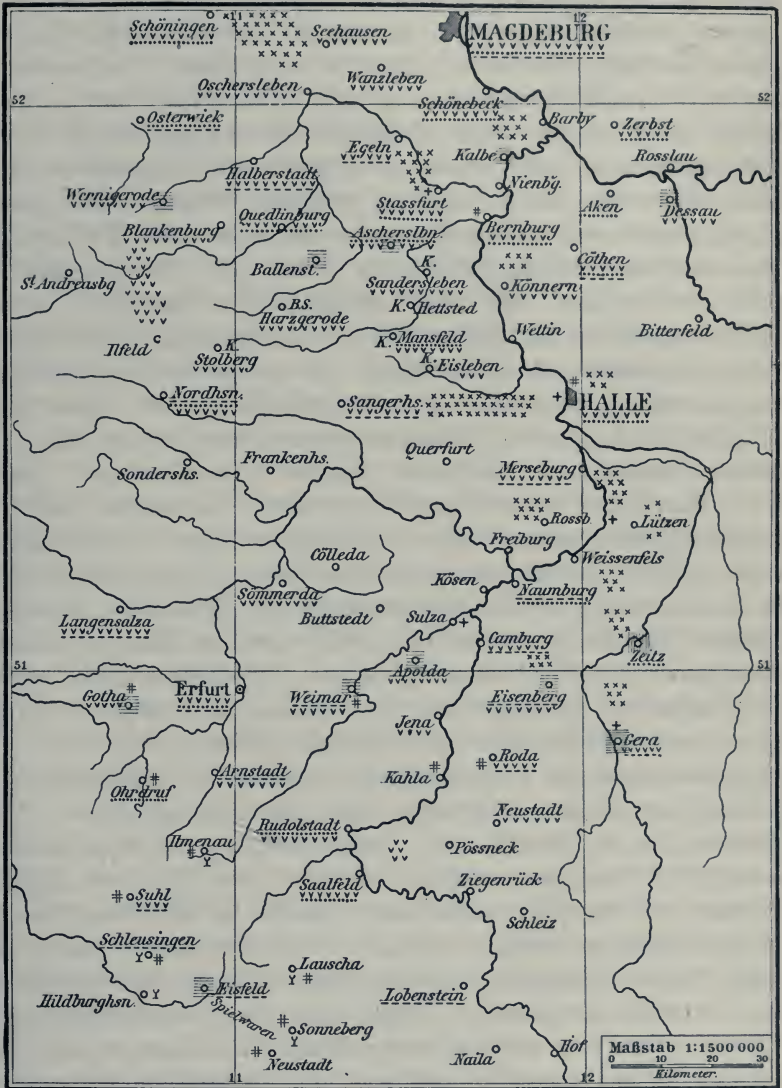 11
12
Schöningen
Seehausen
MAGDEBURG
Wanzleben
Oschersleben
Schönebeck
52
52
Osterwiek
Barby
Zerbst
Egeln
Kalbe
Rosslau
Halberstadt
Wernigerode
Nienbg.
Stassfurt
Aken
Dessau
Quedlinburg
Blankenburg
Ascherslbn.
Bernburg
Ballenst.
K.
Cöthen
St. Andreasbg
Sandersleben
Könnern
B.S.
K.
Hettsted
Harzgerode
Bitterfeld
Ilfeld
K.
Stolberg
K.
Mansfeld
Wettin
K.
Eisleben
Nordhsn.
Sangerhs.
HALLE
Querfurt
Sondershs.
Frankenhs.
Merseburg
Rossb.
Lützen
Freiburg
Cölleda
Weissenfels
Kösen
Sömmerda
Naumburg
Langensalza
Buttstedt
Sulza
Camburg
Zeitz
51
51
Apolda
Gotha
Erfurt
Weimar
Eisenberg
Jena
Gera
Roda
Arnstadt
Kahla
Ohrdruf
Neustadt
Rudolstadt
Ilmenau
Pössneck
Saalfeld
Ziegenrück
Suhl
Schleiz
Schleusingen
Lauscha
Hildburghsn.
Eisfeld
Lobenstein
Spielwaren
Sonneberg
Neustadt
Naila
Hof
Maßstab 1:1500000
0 10 20 30
Kilometer.
11
12